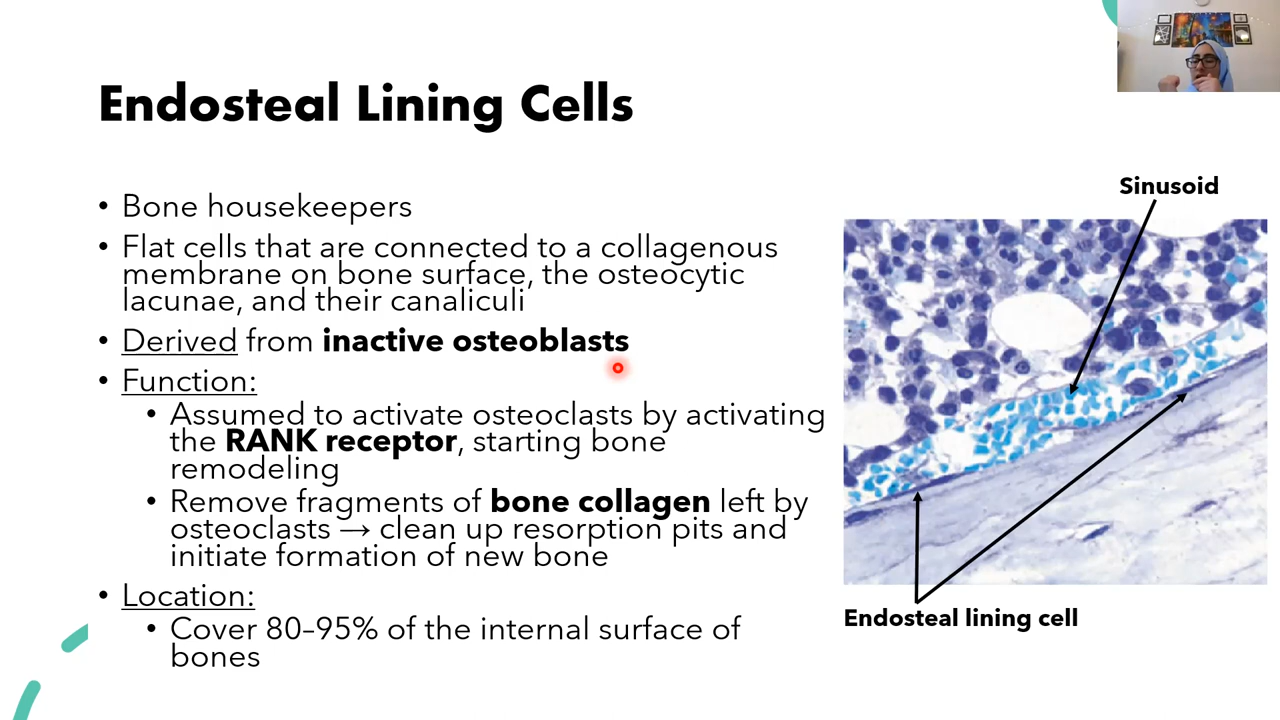 Endosteal Lining Cells
• Bone housekeepers
• Flat cells that are connected to a collagenous
membrane on bone surface, the osteocytic
lacunae, and their canaliculi
• Derived from inactive osteoblasts
• Function:
• Assumed to activate osteoclasts by activating
the RANK receptor, starting bone
remodeling
• Remove fragments of bone collagen left by
osteoclasts → clean up resorption pits and
initiate formation of new bone
• Location:
• Cover 80–95% of the internal surface of
bones
Sinusoid
Endosteal lining cell